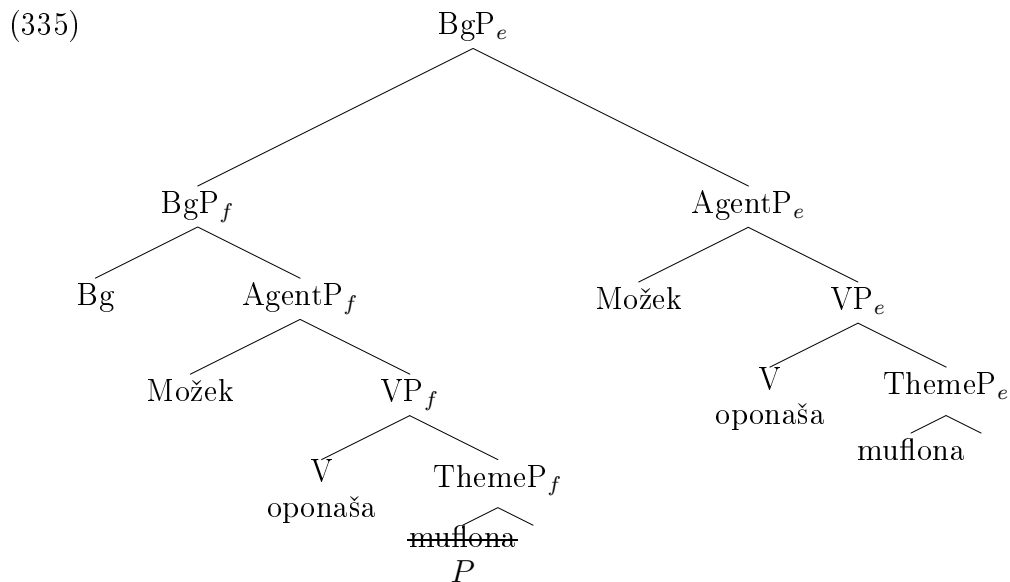 (335) BgP_e
BgP_f AgentP_e
Bg AgentP_f Možek VP_e
Možek VP_f V ThemeP_e
oponaša muflona
V ThemeP_f
oponaša muflona
P